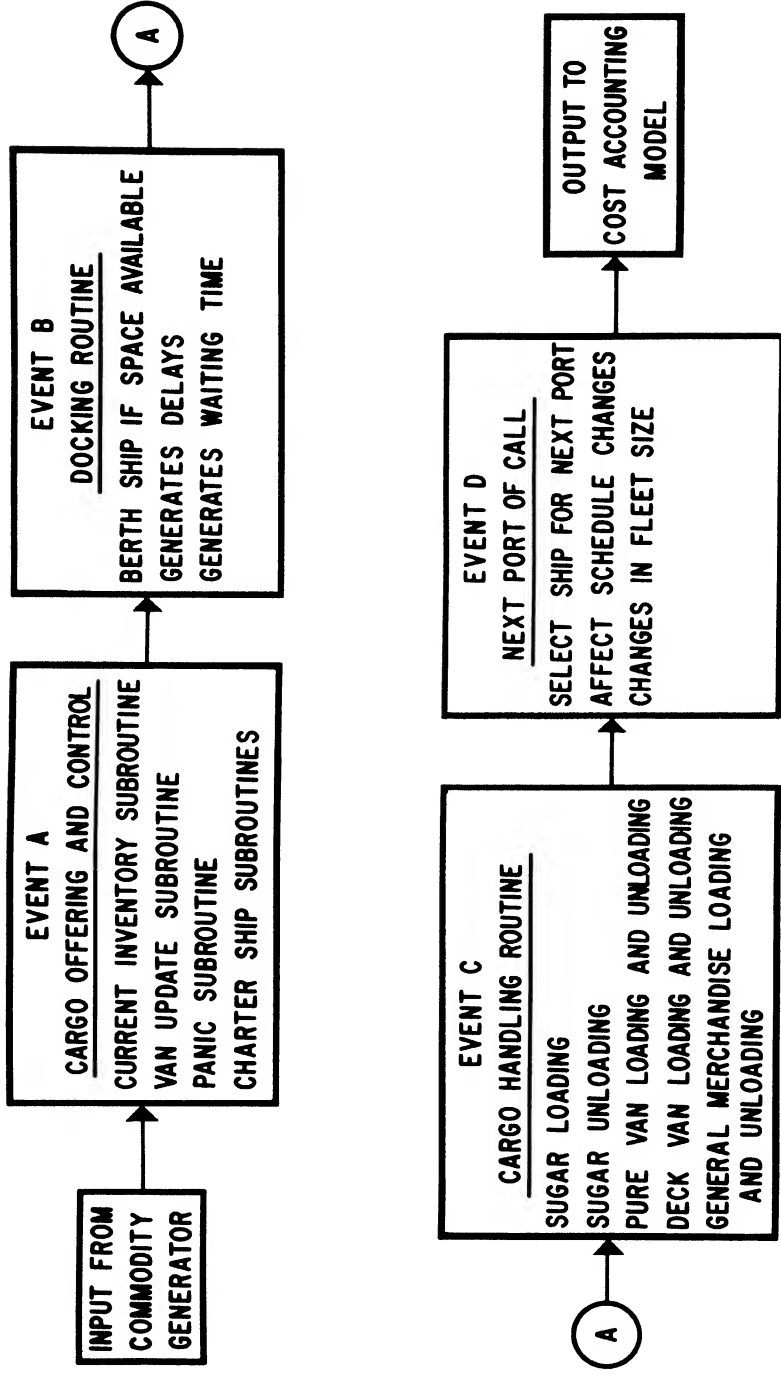 INPUT FROM
COMMODITY
GENERATOR
EVENT A
CARGO OFFERING AND CONTROL
CURRENT INVENTORY SUBROUTINE
VAN UPDATE SUBROUTINE
PANIC SUBROUTINE
CHARTER SHIP SUBROUTINES
EVENT B
DOCKING ROUTINE
BERTH SHIP IF SPACE AVAILABLE
GENERATES DELAYS
GENERATES WAITING TIME
A
A
EVENT C
CARGO HANDLING ROUTINE
SUGAR LOADING
SUGAR UNLOADING
PURE VAN LOADING AND UNLOADING
DECK VAN LOADING AND UNLOADING
GENERAL MERCHANDISE LOADING
AND UNLOADING
EVENT D
NEXT PORT OF CALL
SELECT SHIP FOR NEXT PORT
AFFECT SCHEDULE CHANGES
CHANGES IN FLEET SIZE
OUTPUT TO
COST ACCOUNTING
MODEL